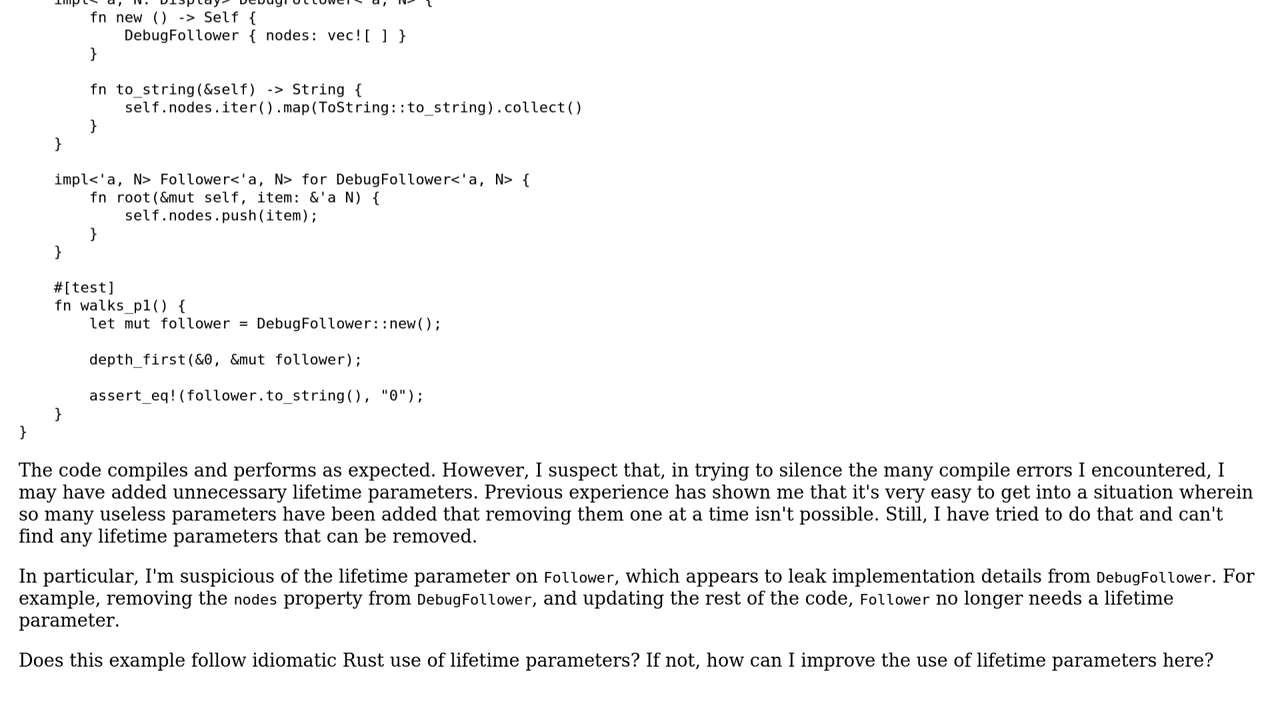 impl<'a, N: Display> DebugFollower<'a, N> {
fn new () -> Self {
DebugFollower { nodes: vec![ ] }
}
fn to_string(&self) -> String {
self.nodes.iter().map(ToString::to_string).collect()
}
}
impl<'a, N> Follower<'a, N> for DebugFollower<'a, N> {
fn root(&mut self, item: &'a N) {
self.nodes.push(item);
}
}
#[test]
fn walks_p1() {
let mut follower = DebugFollower::new();
depth_first(&0, &mut follower);
assert_eq!(follower.to_string(), "0");
}
}
The code compiles and performs as expected. However, I suspect that, in trying to silence the many compile errors I encountered, I
may have added unnecessary lifetime parameters. Previous experience has shown me that it's very easy to get into a situation wherein
so many useless parameters have been added that removing them one at a time isn't possible. Still, I have tried to do that and can't
find any lifetime parameters that can be removed.
In particular, I'm suspicious of the lifetime parameter on Follower, which appears to leak implementation details from DebugFollower. For
example, removing the nodes property from DebugFollower, and updating the rest of the code, Follower no longer needs a lifetime
parameter.
Does this example follow idiomatic Rust use of lifetime parameters? If not, how can I improve the use of lifetime parameters here?